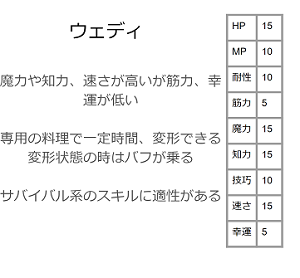 ウェディ
魔力や知力、速さが高いが筋力、幸
運が低い
専用の料理で一定時間、変形できる
変形状態の時はバフが乗る
サバイバル系のスキルに適性がある
HP 15
MP 10
耐性 10
筋力 5
魔力 15
知力 15
技巧 10
速さ 15
幸運 5